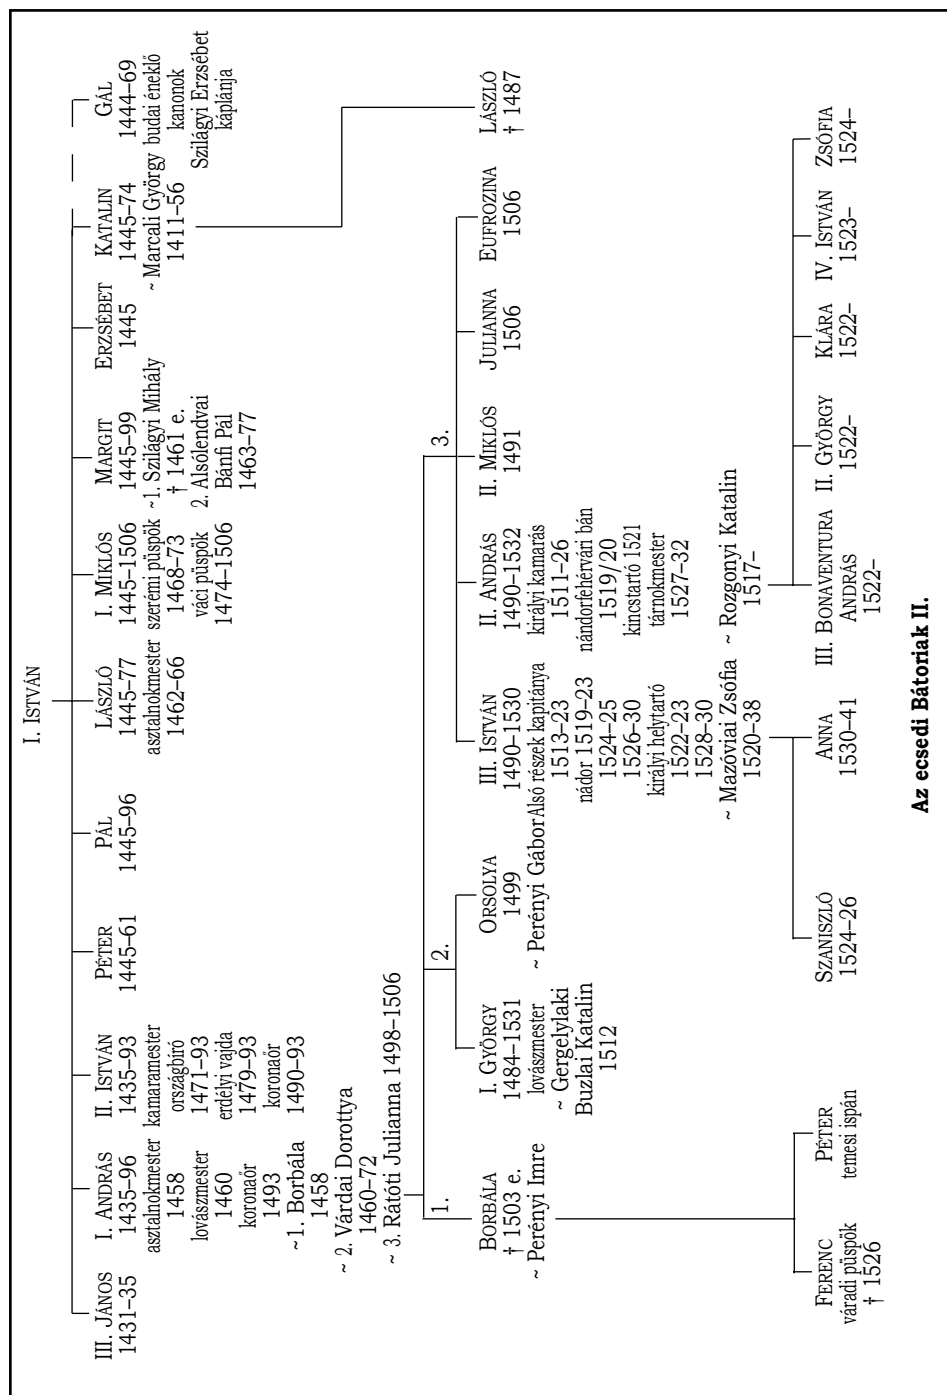 I. ISTVÁN
III. JÁNOS
1431–35
I. ANDRÁS
1435–96
asztalnokmester
1458
lovászmester
1460
koronaőr
1493
~1. Borbála
1458
~ 2. Várdai Dorottya
1460–72
~ 3. Rátóti Julianna 1498–1506
II. ISTVÁN
1435–93
kamaramester
országbíró
1471–93
erdélyi vajda
1479–93
koronaőr
1490–93
PÉTER
1445–61
PÁL
1445–96
LÁSZLÓ
1445–77
asztalnokmester
1462–66
I. MIKLÓS
1445–1506
szerémi püspök
1468–73
váci püspök
1474–1506
MARGIT
1445–99
~1. Szilágyi Mihály
† 1461 e.
2. Alsólendvai
Bánfi Pál
1463–77
ERZSÉBET
1445
KATALIN
1445–74
~ Marcali György
1411–56
GÁL
1444–69
budai éneklő
kanonok
Szilágyi Erzsébet
káplánja
1.
2.
3.
BORBÁLA
† 1503 e.
~ Perényi Imre
I. GYÖRGY
1484–1531
lovászmester
~ Gergelylaki
Buzlai Katalin
1512
ORSOLYA
1499
~ Perényi Gábor
III. ISTVÁN
1490–1530
Alsó részek kapitánya
1513–23
nádor 1519–23
1524–25
1526–30
királyi helytartó
1522–23
1528–30
~ Mazóviai Zsófia
1520–38
II. ANDRÁS
1490–1532
királyi kamarás
1511–26
nándorfehérvári bán
1519/20
kincstartó 1521
tárnokmester
1527–32
~ Rozgonyi Katalin
1517–
II. MIKLÓS
1491
JULIANNA
1506
EUFROZINA
1506
LÁSZLÓ
† 1487
FERENC
váradi püspök
† 1526
PÉTER
temesi ispán
SZANISZLÓ
1524–26
ANNA
1530–41
III. BONAVENTURA
ANDRÁS
1522–
II. GYÖRGY
1522–
KLÁRA
1522–
IV. ISTVÁN
1523–
ZSÓFIA
1524–
Az ecsedi Bátoriak II.